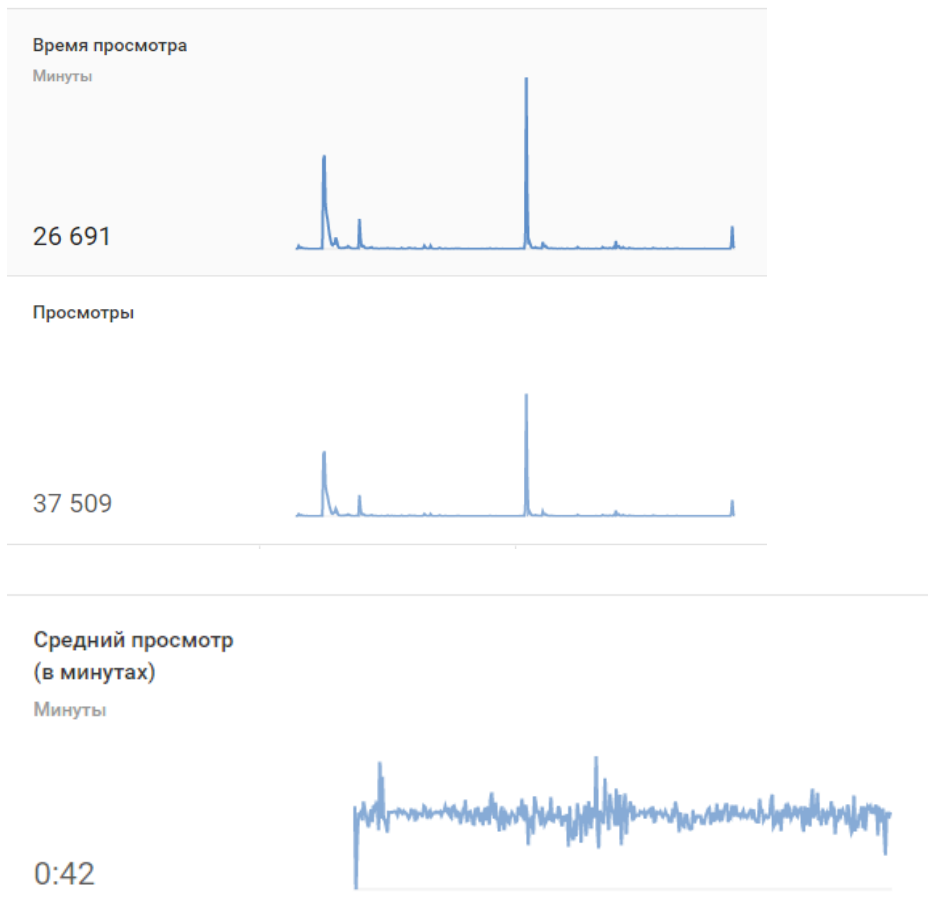 Время просмотра
Минуты
26 691
Просмотры
37 509
Средний просмотр
(в минутах)
Минуты
0:42